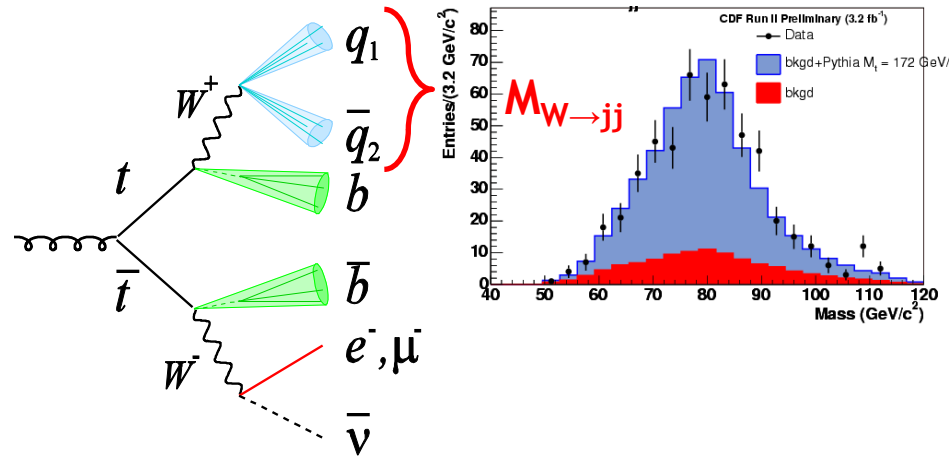 q₁
W⁺
q̅₂
t
b
t̅
b̅
e⁻,μ⁻
W⁻
ν̅
M_W→jj
CDF Run II Preliminary (3.2 fb⁻¹)
Data
bkgd+Pythia Mₜ = 172 GeV/
bkgd
Entries/(3.2 GeV/c²)
80
70
60
50
40
30
20
10
0
40 50 60 70 80 90 100 110 120
Mass (GeV/c²)